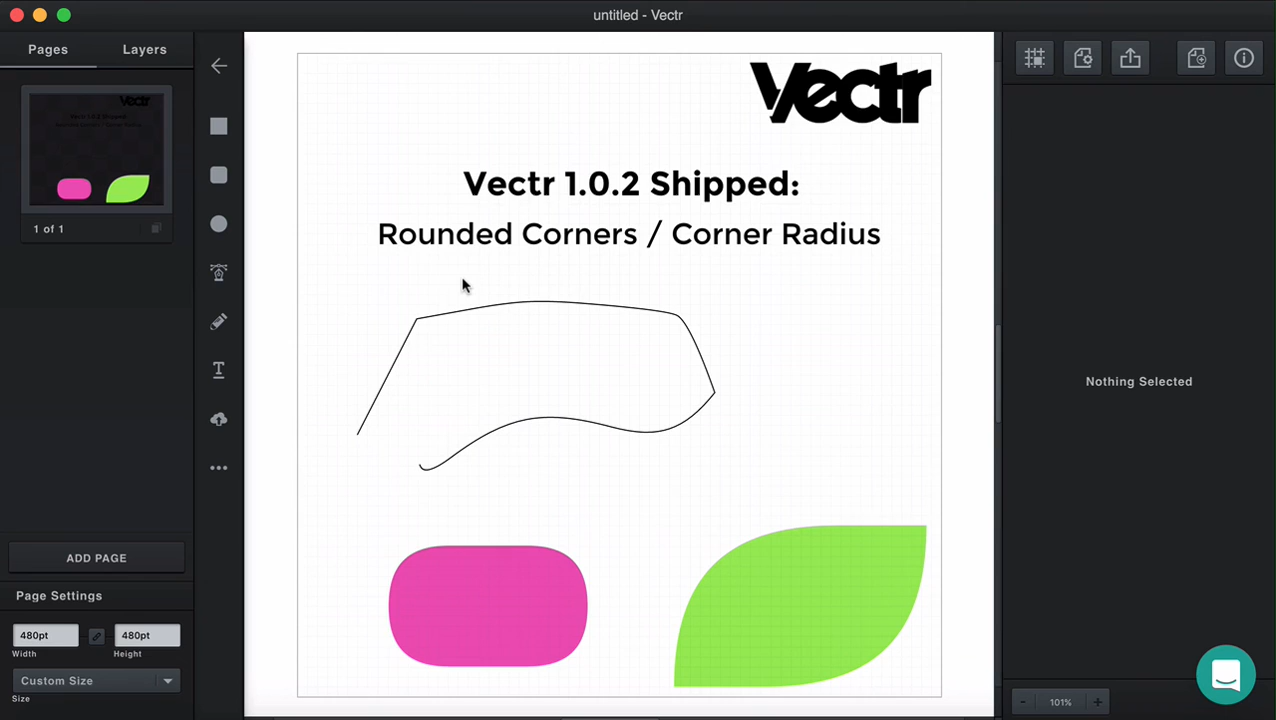 untitled - Vectr
Pages
Layers
Vectr
Vectr 1.0.2 Shipped:
Rounded Corners / Corner Radius
1 of 1
Nothing Selected
ADD PAGE
Page Settings
480pt
480pt
Width
Height
Custom Size
Size
- 101% +